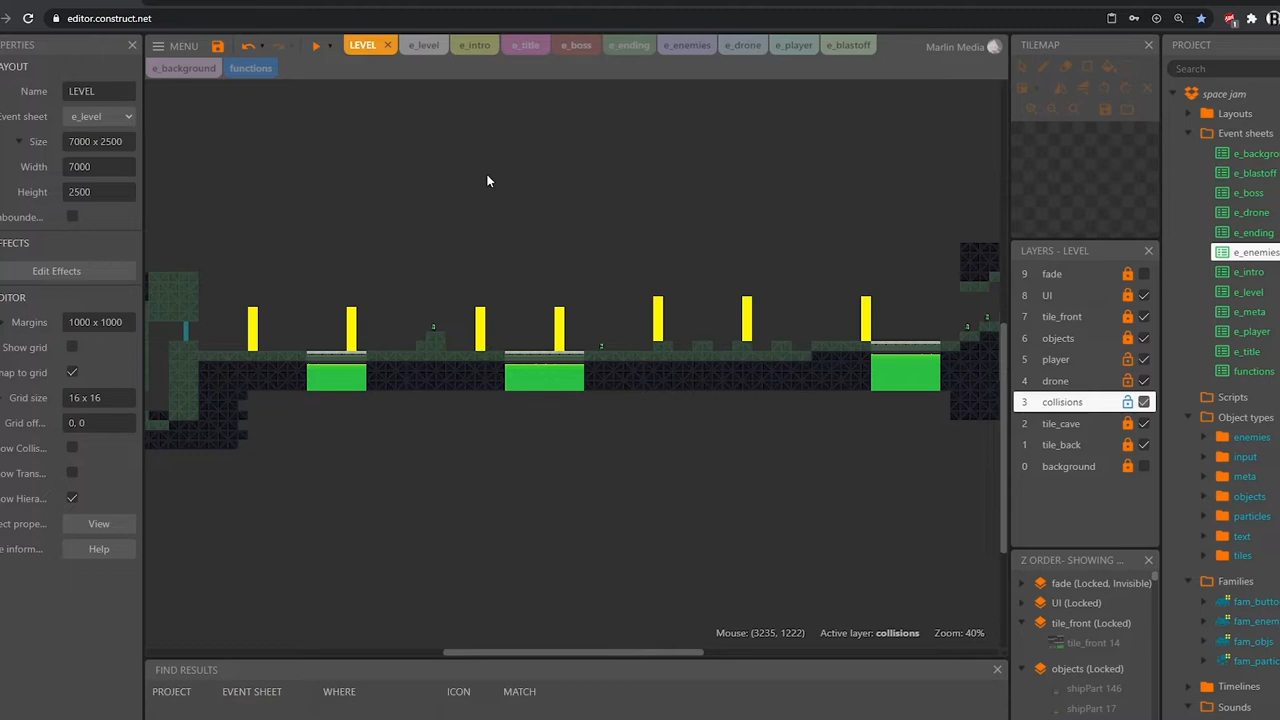 editor.construct.net
PERTIES
MENU
LEVEL
e_level
e_intro
e_title
e_boss
e_ending
e_enemies
e_drone
e_player
e_blastoff
Marlin Media
e_background
functions
AYOUT
Name LEVEL
Event sheet e_level
Size 7000 x 2500
Width 7000
Height 2500
nbounde...
FFECTS
Edit Effects
DITOR
Margins 1000 x 1000
Show grid
nap to grid
Grid size 16 x 16
Grid off... 0, 0
ow Collis...
ow Trans...
ow Hiera...
ect prope... View
e infor... Help
Mouse: (3235, 1222) Active layer: collisions Zoom: 40%
FIND RESULTS
PROJECT EVENT SHEET WHERE ICON MATCH
TILEMAP
LAYERS - LEVEL
9 fade
8 UI
7 tile_front
6 objects
5 player
4 drone
3 collisions
2 tile_cave
1 tile_back
0 background
Z ORDER- SHOWING
fade (Locked, Invisible)
UI (Locked)
tile_front (Locked)
tile_front 14
objects (Locked)
shipPart 146
shipPart 17
PROJECT
Search
space jam
Layouts
Event sheets
e_backgro
e_blastoff
e_boss
e_drone
e_ending
e_enemies
e_intro
e_level
e_meta
e_player
e_title
functions
Scripts
Object types
enemies
input
meta
objects
particles
text
tiles
Families
fam_butto
fam_enem
fam_objs
fam_partic
Timelines
Sounds